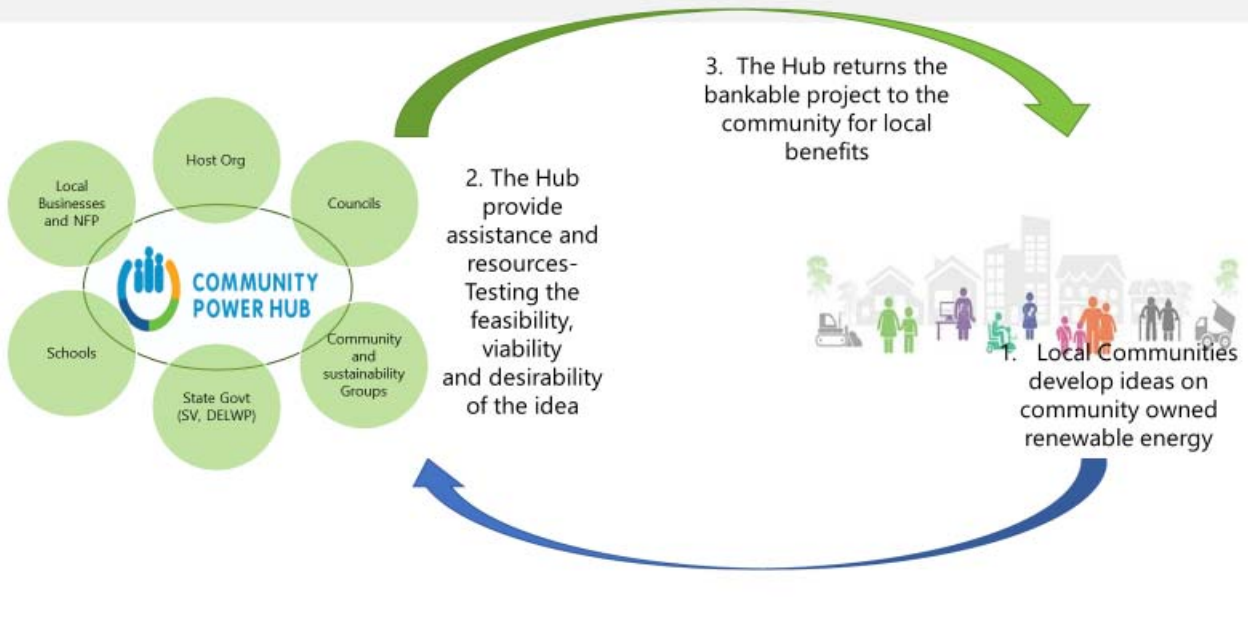 Host Org
Local
Businesses
and NFP
Councils
COMMUNITY
POWER HUB
Schools
Community
and
sustainability
Groups
State Govt
(SV, DELWP)
2. The Hub
provide
assistance and
resources-
Testing the
feasibility,
viability
and desirability
of the idea
3. The Hub returns the
bankable project to the
community for local
benefits
1. Local Communities
develop ideas on
community owned
renewable energy